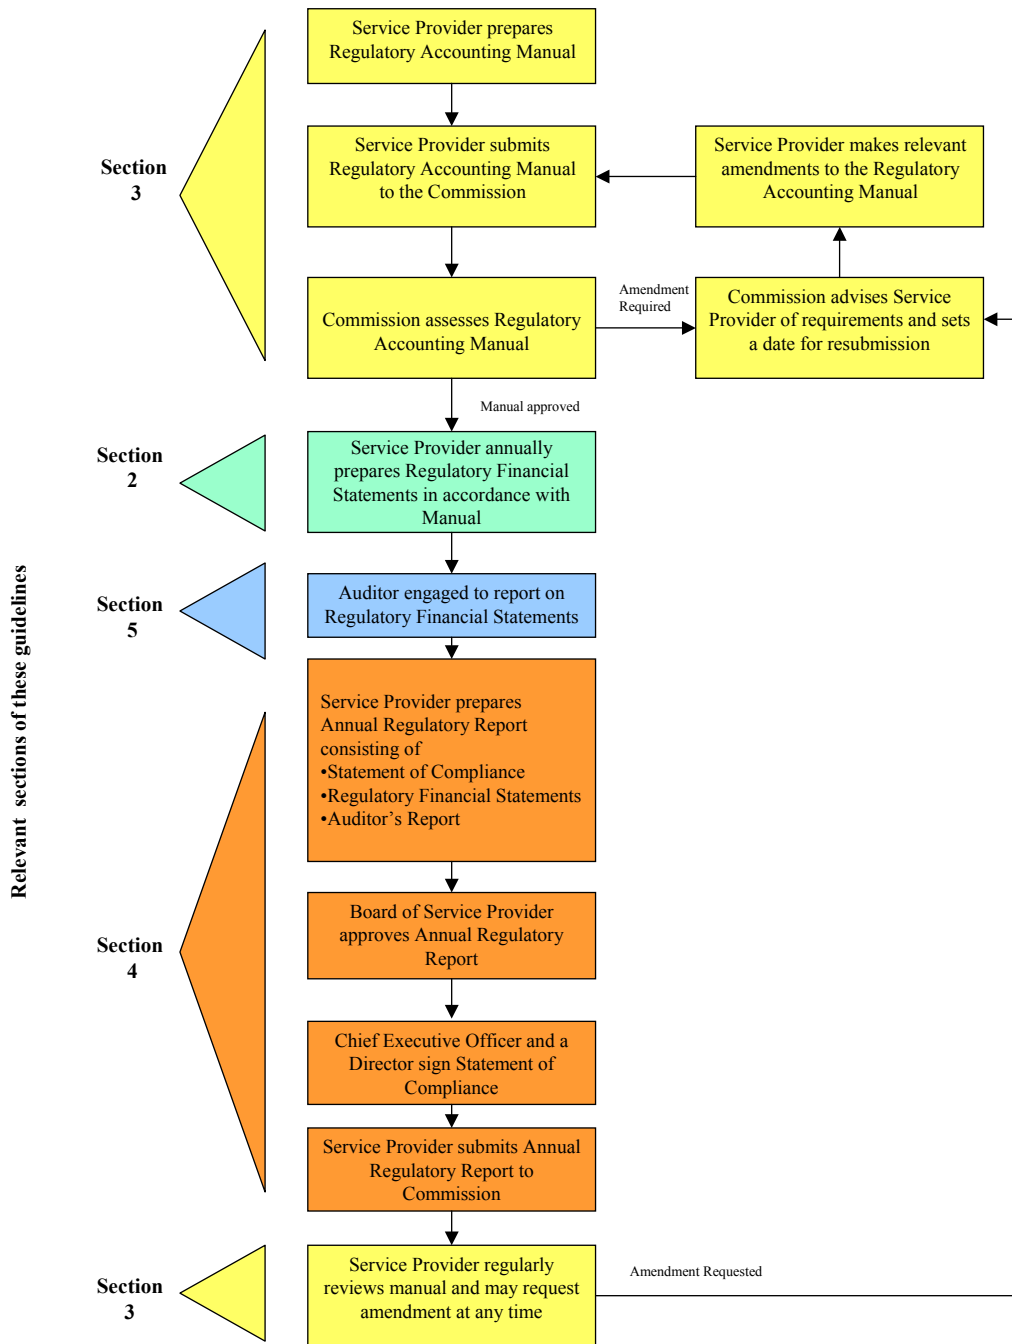 Service Provider prepares
Regulatory Accounting Manual
Section
3
Service Provider submits
Regulatory Accounting Manual
to the Commission
Service Provider makes relevant
amendments to the Regulatory
Accounting Manual
Commission assesses Regulatory
Accounting Manual
Amendment
Required
Commission advises Service
Provider of requirements and sets
a date for resubmission
Manual approved
Section
2
Service Provider annually
prepares Regulatory Financial
Statements in accordance with
Manual
Relevant sections of these guidelines
Section
5
Auditor engaged to report on
Regulatory Financial Statements
Service Provider prepares
Annual Regulatory Report
consisting of
•Statement of Compliance
•Regulatory Financial Statements
•Auditor’s Report
Section
4
Board of Service Provider
approves Annual Regulatory
Report
Chief Executive Officer and a
Director sign Statement of
Compliance
Service Provider submits Annual
Regulatory Report to
Commission
Section
3
Service Provider regularly
reviews manual and may request
amendment at any time
Amendment Requested